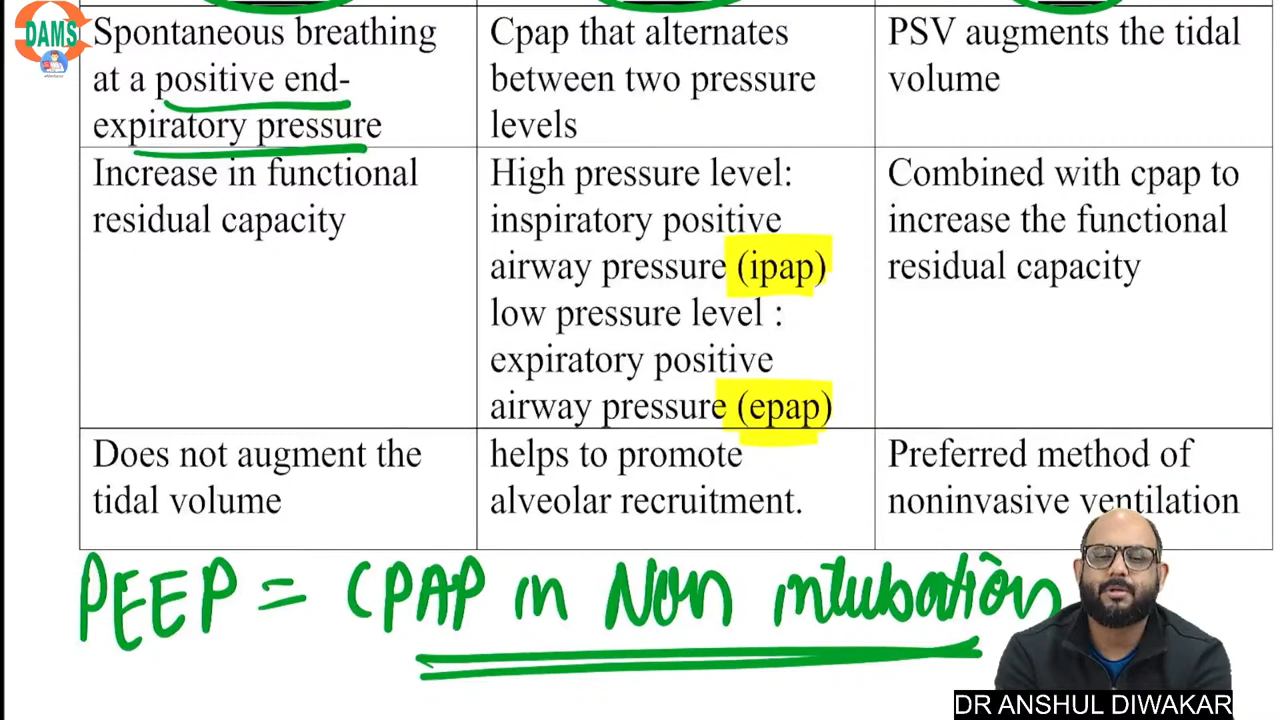 DAMS
Spontaneous breathing
at a positive end-
expiratory pressure
Cpap that alternates
between two pressure
levels
PSV augments the tidal
volume
Increase in functional
residual capacity
High pressure level:
inspiratory positive
airway pressure (ipap)
low pressure level :
expiratory positive
airway pressure (epap)
Combined with cpap to
increase the functional
residual capacity
Does not augment the
tidal volume
helps to promote
alveolar recruitment.
Preferred method of
noninvasive ventilation
PEEP = CPAP in Non intubation
DR ANSHUL DIWAKAR